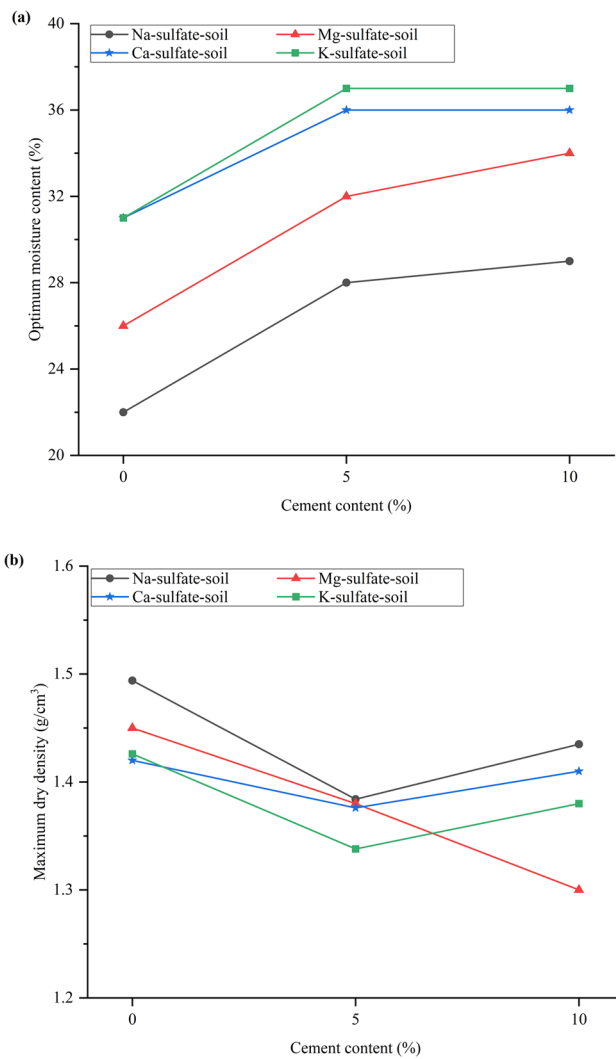 (a)
Na-sulfate-soil Mg-sulfate-soil
Ca-sulfate-soil K-sulfate-soil
40
36
32
28
24
20
Optimum moisture content (%)
0 5 10
Cement content (%)
(b)
Na-sulfate-soil Mg-sulfate-soil
Ca-sulfate-soil K-sulfate-soil
1.6
1.5
1.4
1.3
1.2
Maximum dry density (g/cm³)
0 5 10
Cement content (%)